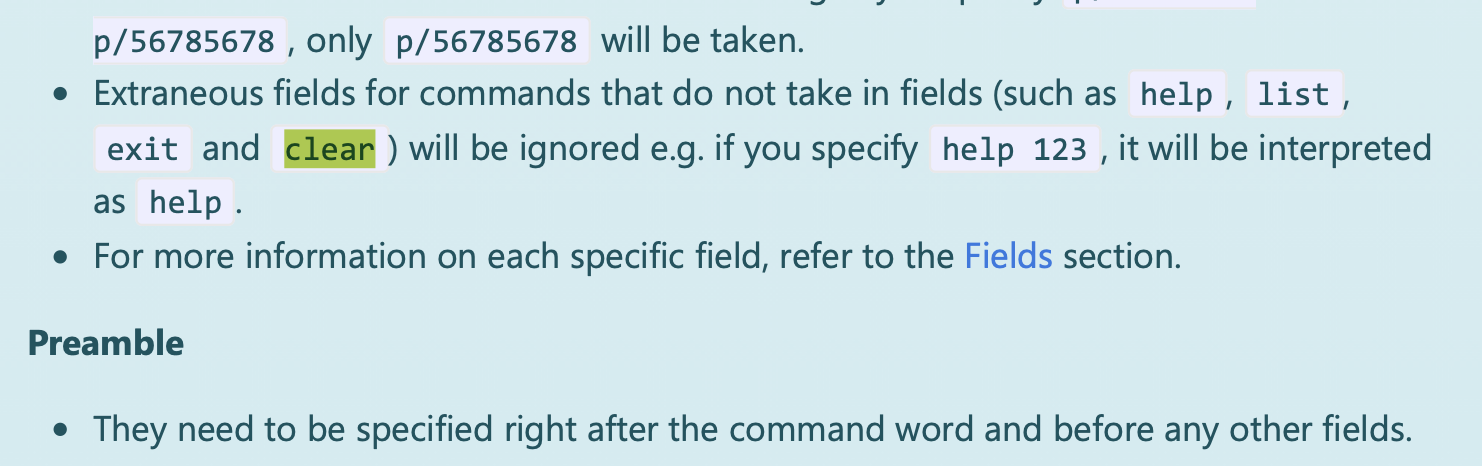 p/56785678, only p/56785678 will be taken.
• Extraneous fields for commands that do not take in fields (such as help, list,
exit and clear) will be ignored e.g. if you specify help 123, it will be interpreted
as help.
• For more information on each specific field, refer to the Fields section.
Preamble
• They need to be specified right after the command word and before any other fields.